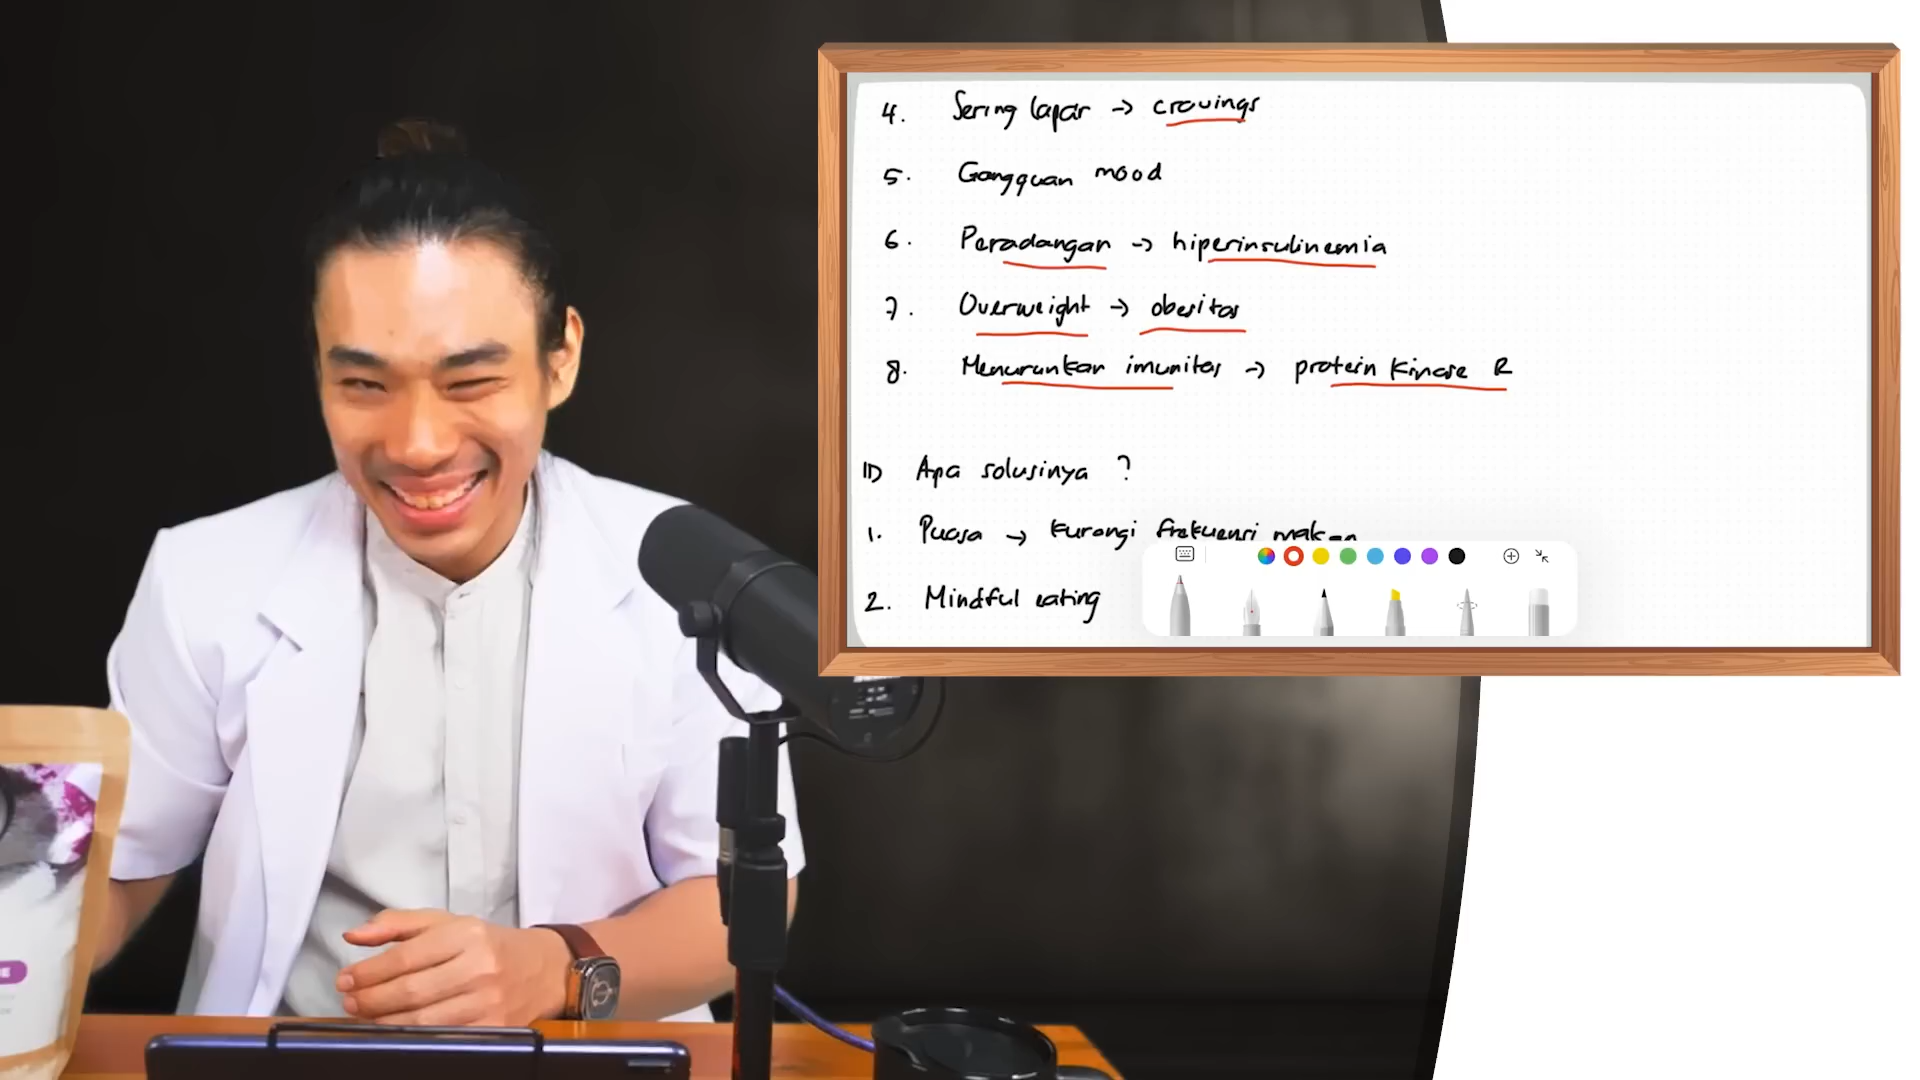 4. Sering lapar → cravings
5. Gangguan mood
6. Peradangan → hiperinsulinemia
7. Overweight → obesitas
8. Menurunkan imunitas → protein kinase R
D Apa solusinya ?
1. Puasa → kurangi frekuensi makan
2. Mindful eating